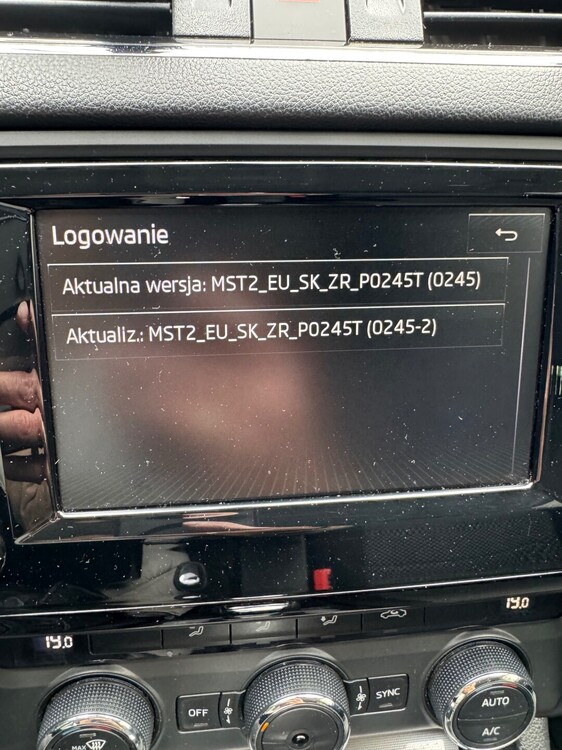 Logowanie
Aktualna wersja: MST2_EU_SK_ZR_P0245T (0245)
Aktualiz.: MST2_EU_SK_ZR_P0245T (0245-2)
19.0
19.0
OFF
SYNC
AUTO
MAX
A/C